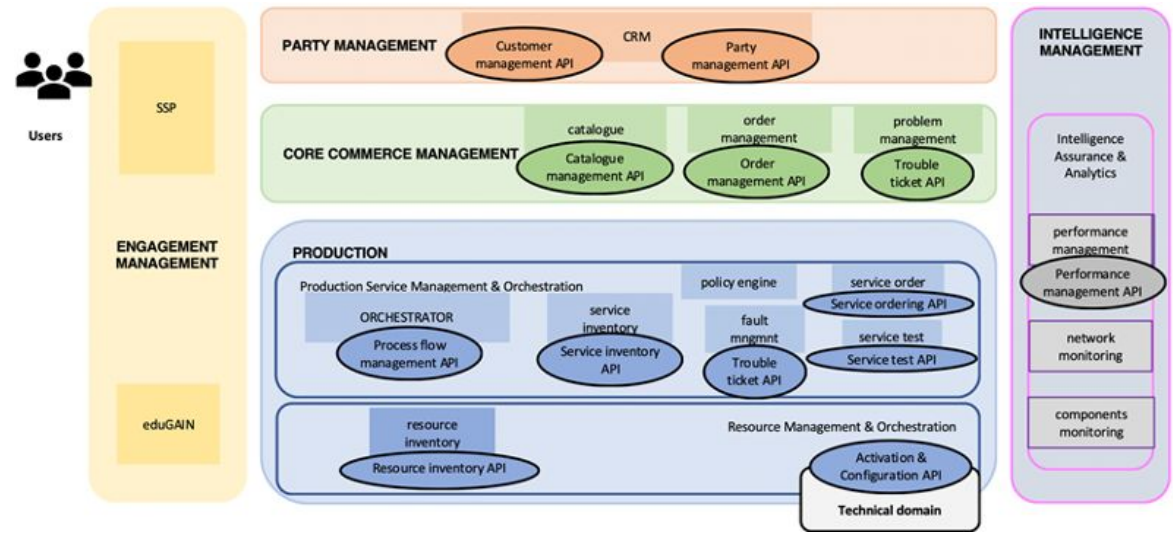 Users
SSP
ENGAGEMENT
MANAGEMENT
eduGAIN
PARTY MANAGEMENT
CRM
Customer
management API
Party
management API
CORE COMMERCE MANAGEMENT
catalogue
Catalogue
management API
order
management
Order
management API
problem
management
Trouble
ticket API
PRODUCTION
Production Service Management & Orchestration
ORCHESTRATOR
Process flow
management API
service
inventory
Service inventory
API
policy engine
fault
mngmnt
Trouble
ticket API
service order
Service ordering API
service test
Service test API
resource
inventory
Resource inventory API
Resource Management & Orchestration
Activation &
Configuration API
Technical domain
INTELLIGENCE
MANAGEMENT
Intelligence
Assurance &
Analytics
performance
management
Performance
management API
network
monitoring
components
monitoring